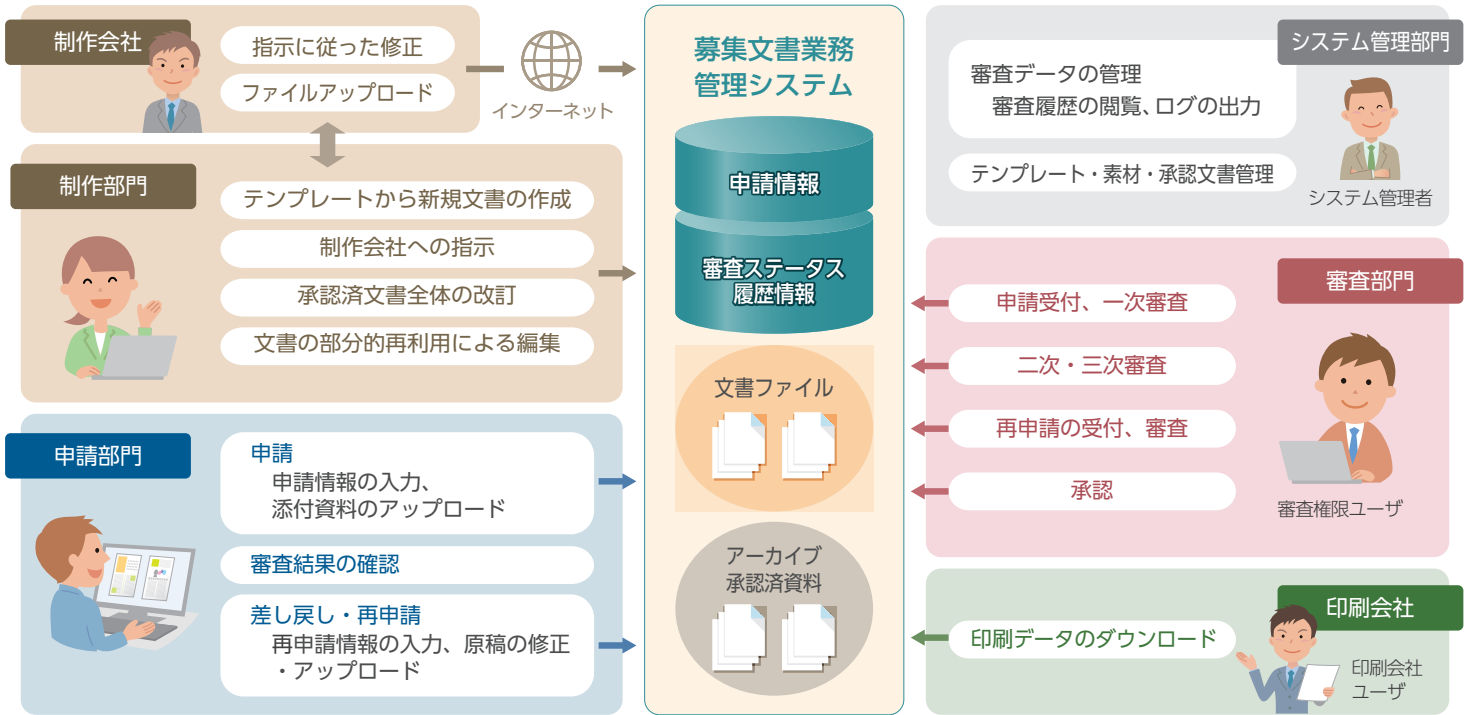 制作会社
指示に従った修正
ファイルアップロード
インターネット
制作部門
テンプレートから新規文書の作成
制作会社への指示
承認済文書全体の改訂
文書の部分的再利用による編集
申請部門
申請
申請情報の入力、
添付資料のアップロード
審査結果の確認
差し戻し・再申請
再申請情報の入力、原稿の修正
・アップロード
募集文書業務
管理システム
申請情報
審査ステータス
履歴情報
文書ファイル
アーカイブ
承認済資料
システム管理部門
審査データの管理
審査履歴の閲覧、ログの出力
テンプレート・素材・承認文書管理
システム管理者
審査部門
申請受付、一次審査
二次・三次審査
再申請の受付、審査
承認
審査権限ユーザ
印刷会社
印刷データのダウンロード
印刷会社
ユーザ